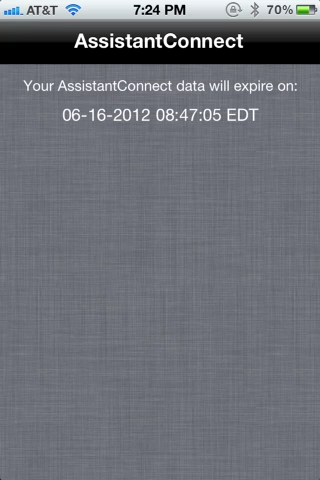 AT&T 7:24 PM 70%
AssistantConnect
Your AssistantConnect data will expire on:
06-16-2012 08:47:05 EDT